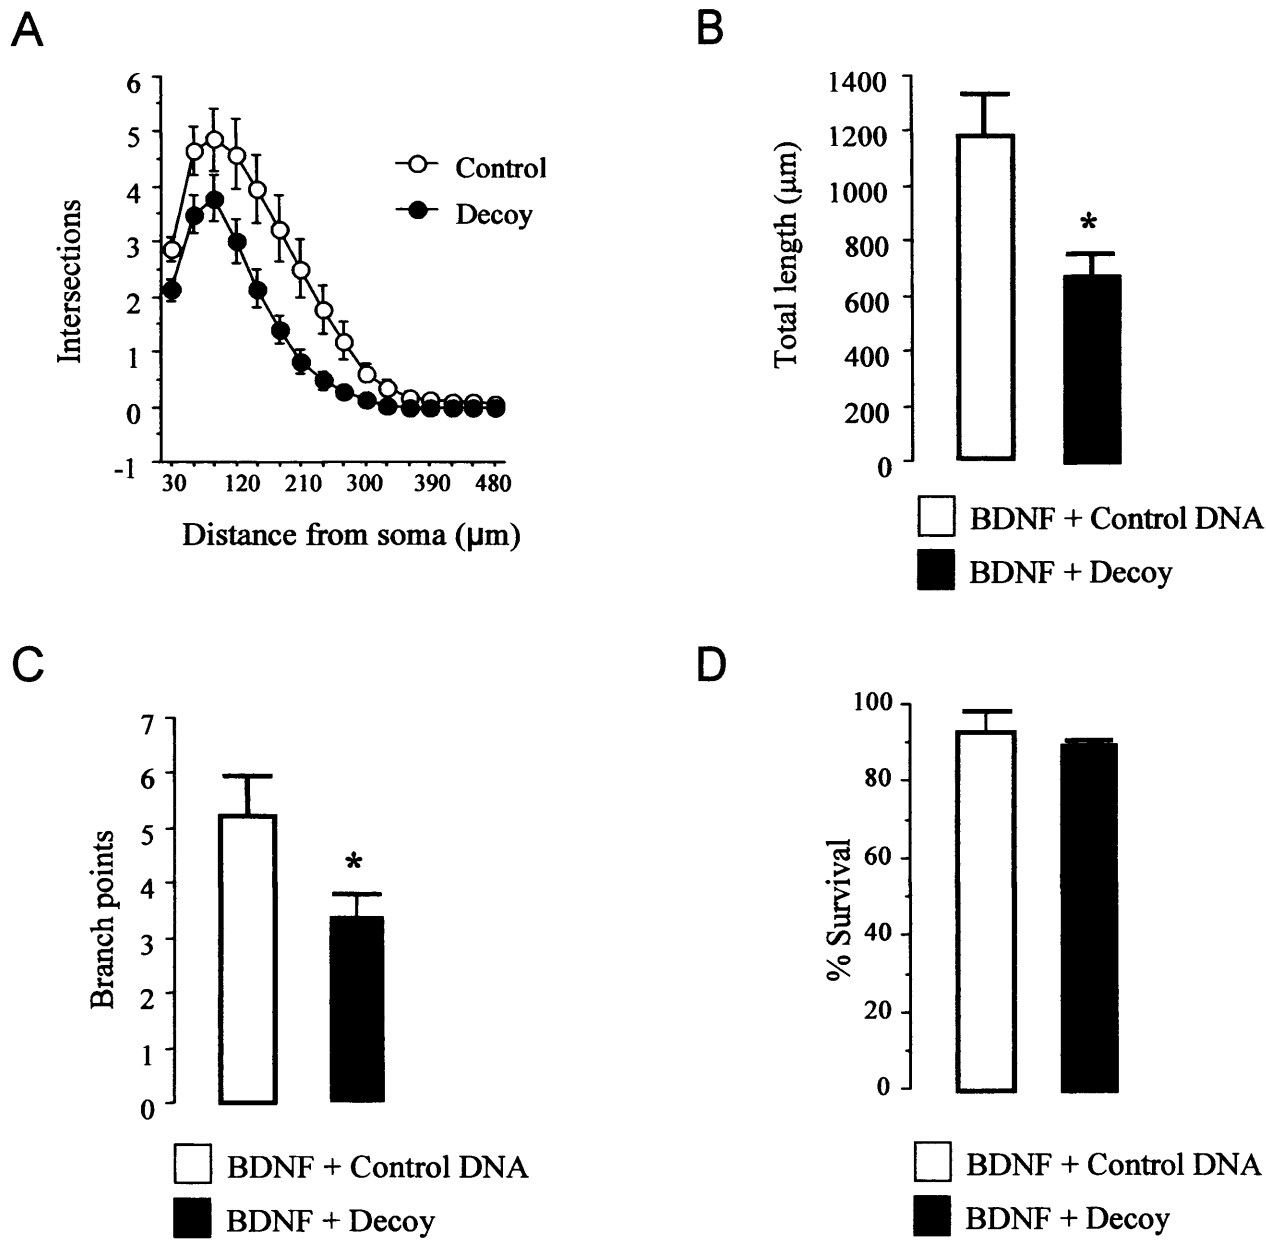 A
6
5
4
3
2
1
0
-1
Intersections
Control
Decoy
30 120 210 300 390 480
Distance from soma (μm)
B
1400
1200
1000
800
600
400
200
0
Total length (μm)
*
BDNF + Control DNA
BDNF + Decoy
C
7
6
5
4
3
2
1
0
Branch points
*
BDNF + Control DNA
BDNF + Decoy
D
100
80
60
40
20
0
% Survival
BDNF + Control DNA
BDNF + Decoy